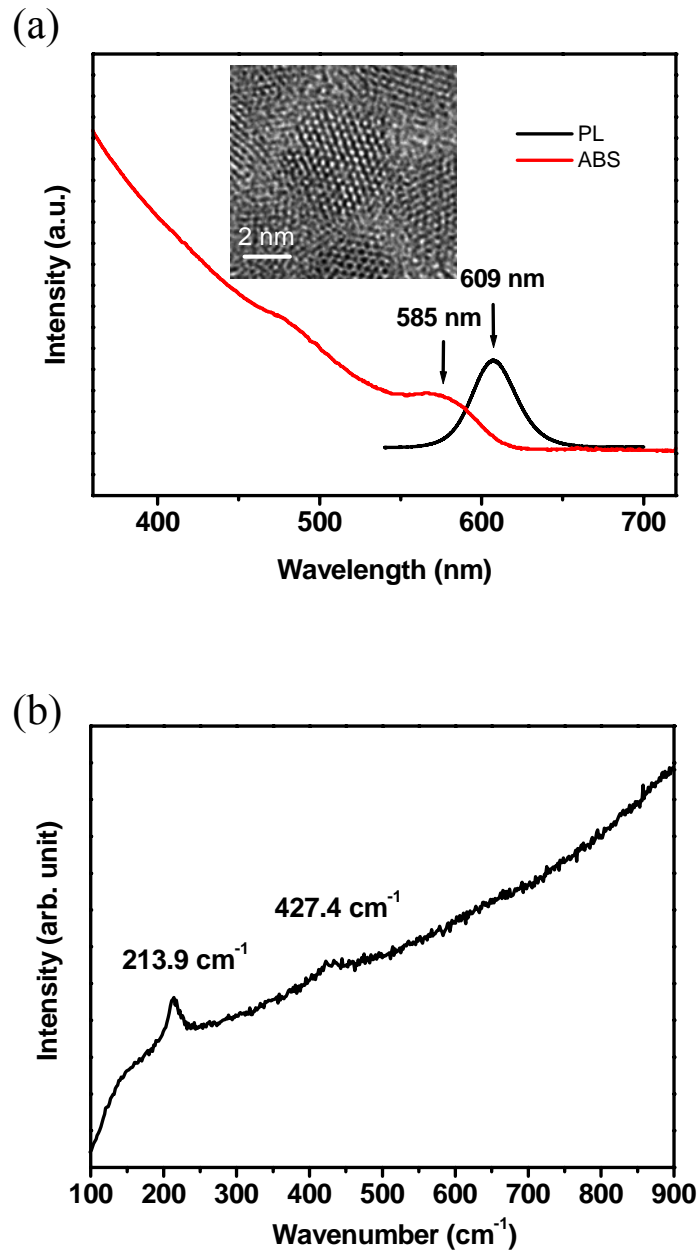 (a)
PL
ABS
2 nm
609 nm
585 nm
Intensity (a.u.)
400 500 600 700
Wavelength (nm)
(b)
427.4 cm⁻¹
213.9 cm⁻¹
Intensity (arb. unit)
100 200 300 400 500 600 700 800 900
Wavenumber (cm⁻¹)